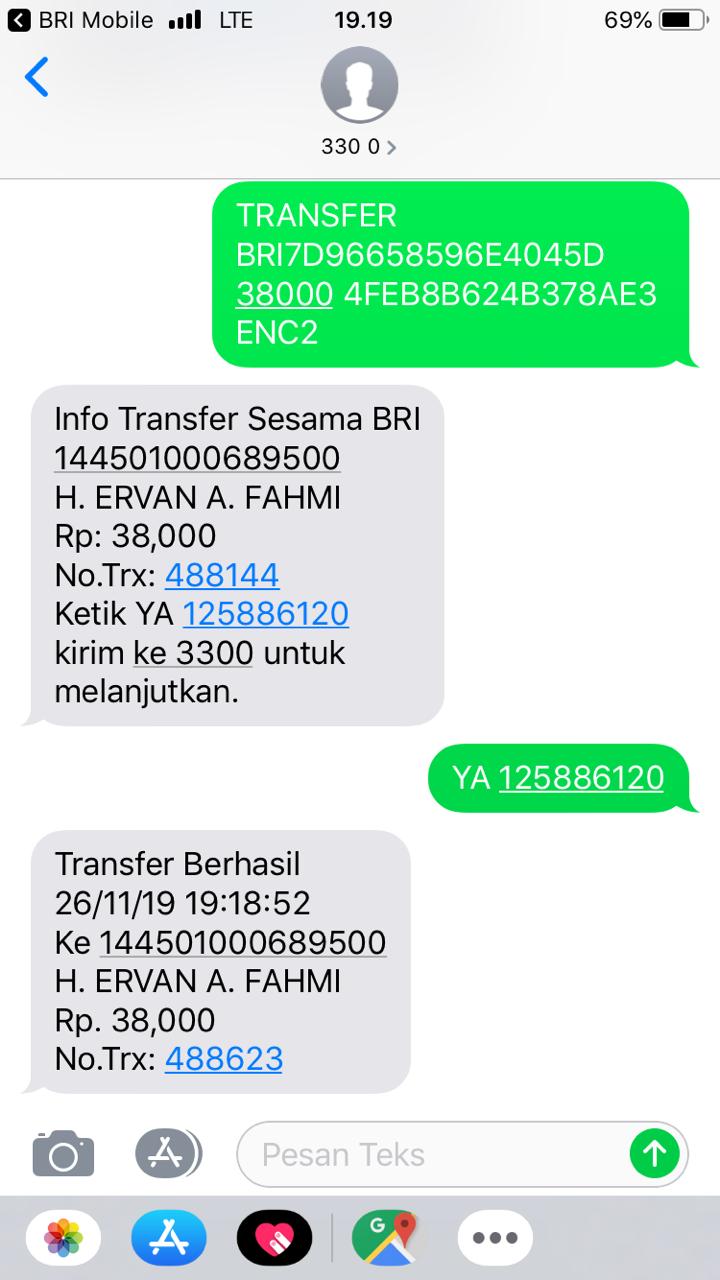 BRI Mobile LTE 19.19 69%
330 0
TRANSFER
BRI7D96658596E4045D
38000 4FEB8B624B378AE3
ENC2
Info Transfer Sesama BRI
144501000689500
H. ERVAN A. FAHMI
Rp: 38,000
No.Trx: 488144
Ketik YA 125886120
kirim ke 3300 untuk
melanjutkan.
YA 125886120
Transfer Berhasil
26/11/19 19:18:52
Ke 144501000689500
H. ERVAN A. FAHMI
Rp. 38,000
No.Trx: 488623
Pesan Teks
G